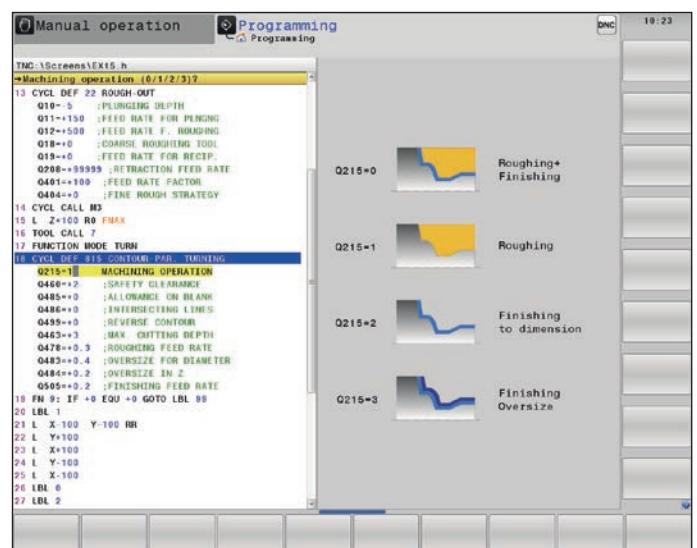 Manual operation
Programming
Programming
DNC
10:23
TNC:\Screens\EX15.h
→Machining operation (0/1/2/3)?
13 CYCL DEF 22 ROUGH-OUT
Q10=-5 ;PLUNGING DEPTH
Q11=+150 ;FEED RATE FOR PLNGNG
Q12=+500 ;FEED RATE F. ROUGHNG
Q18=+0 ;COARSE ROUGHING TOOL
Q19=+0 ;FEED RATE FOR RECIP.
Q208=+99999 ;RETRACTION FEED RATE
Q401=+100 ;FEED RATE FACTOR
Q404=+0 ;FINE ROUGH STRATEGY
14 CYCL CALL M3
15 L Z+100 R0 FMAX
16 TOOL CALL 7
17 FUNCTION MODE TURN
18 CYCL DEF 815 CONTOUR-PAR. TURNING
Q215=1 MACHINING OPERATION
Q460=+2 ;SAFETY CLEARANCE
Q485=+0 ;ALLOWANCE ON BLANK
Q486=+0 ;INTERSECTING LINES
Q499=+0 ;REVERSE CONTOUR
Q463=+3 ;MAX. CUTTING DEPTH
Q478=+0.3 ;ROUGHING FEED RATE
Q483=+0.4 ;OVERSIZE FOR DIAMETER
Q484=+0.2 ;OVERSIZE IN Z
Q505=+0.2 ;FINISHING FEED RATE
19 FN 9: IF +0 EQU +0 GOTO LBL 99
20 LBL 1
21 L X-100 Y-100 RR
22 L Y+100
23 L X+100
24 L Y-100
25 L X-100
26 LBL 0
27 LBL 2
Q215=0
Roughing+
Finishing
Q215=1
Roughing
Q215=2
Finishing
to dimension
Q215=3
Finishing
Oversize